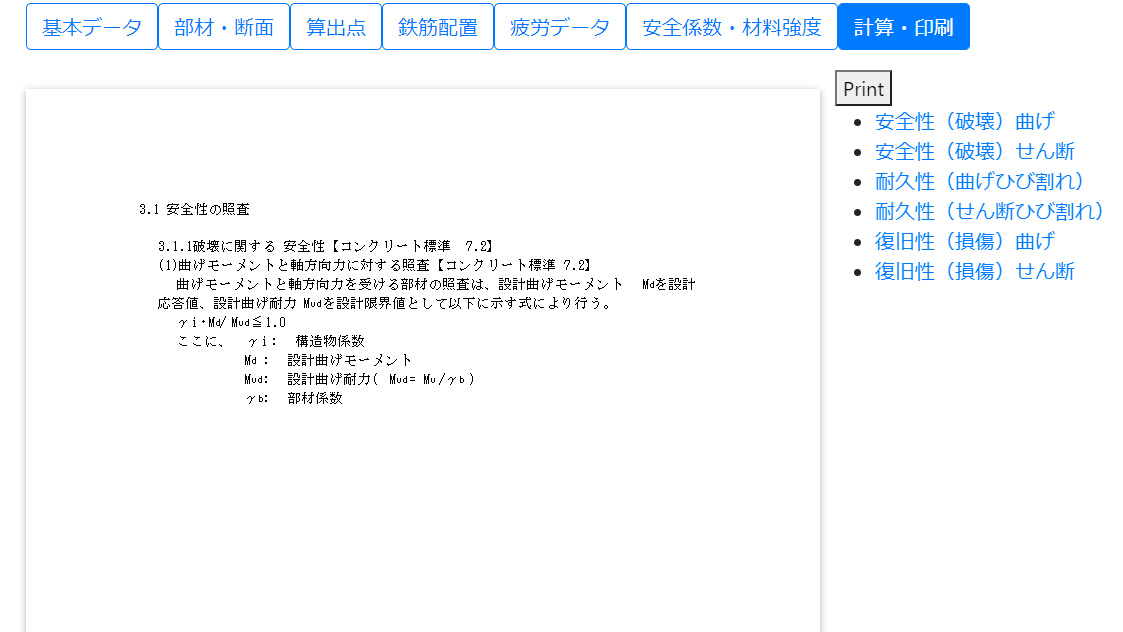 基本データ 部材・断面 算出点 鉄筋配置 疲労データ 安全係数・材料強度 計算・印刷
Print
安全性（破壊）曲げ
安全性（破壊）せん断
耐久性（曲げひび割れ）
耐久性（せん断ひび割れ）
復旧性（損傷）曲げ
復旧性（損傷）せん断
3.1 安全性の照査
3.1.1破壊に関する 安全性【コンクリート標準 7.2】
(1)曲げモーメントと軸方向力に対する照査【コンクリート標準 7.2】
曲げモーメントと軸方向力を受ける部材の照査は、設計曲げモーメント Mdを設計
応答値、設計曲げ耐力 Mudを設計限界値として以下に示す式により行う。
γi・Md/Mud≦1.0
ここに、 γi： 構造物係数
Md： 設計曲げモーメント
Mud： 設計曲げ耐力( Mud= Mu/γb )
γb： 部材係数